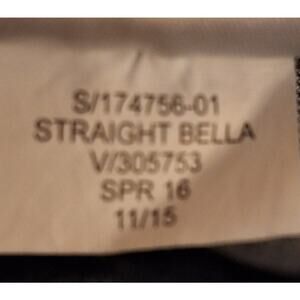 S/174756-01
STRAIGHT BELLA
V/305753
SPR 16
11/15